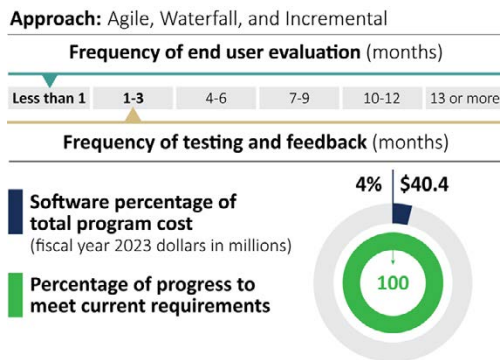 Approach: Agile, Waterfall, and Incremental
Frequency of end user evaluation (months)
Less than 1 1-3 4-6 7-9 10-12 13 or more
Frequency of testing and feedback (months)
4% $40.4
Software percentage of
total program cost
(fiscal year 2023 dollars in millions)
Percentage of progress to
meet current requirements
100